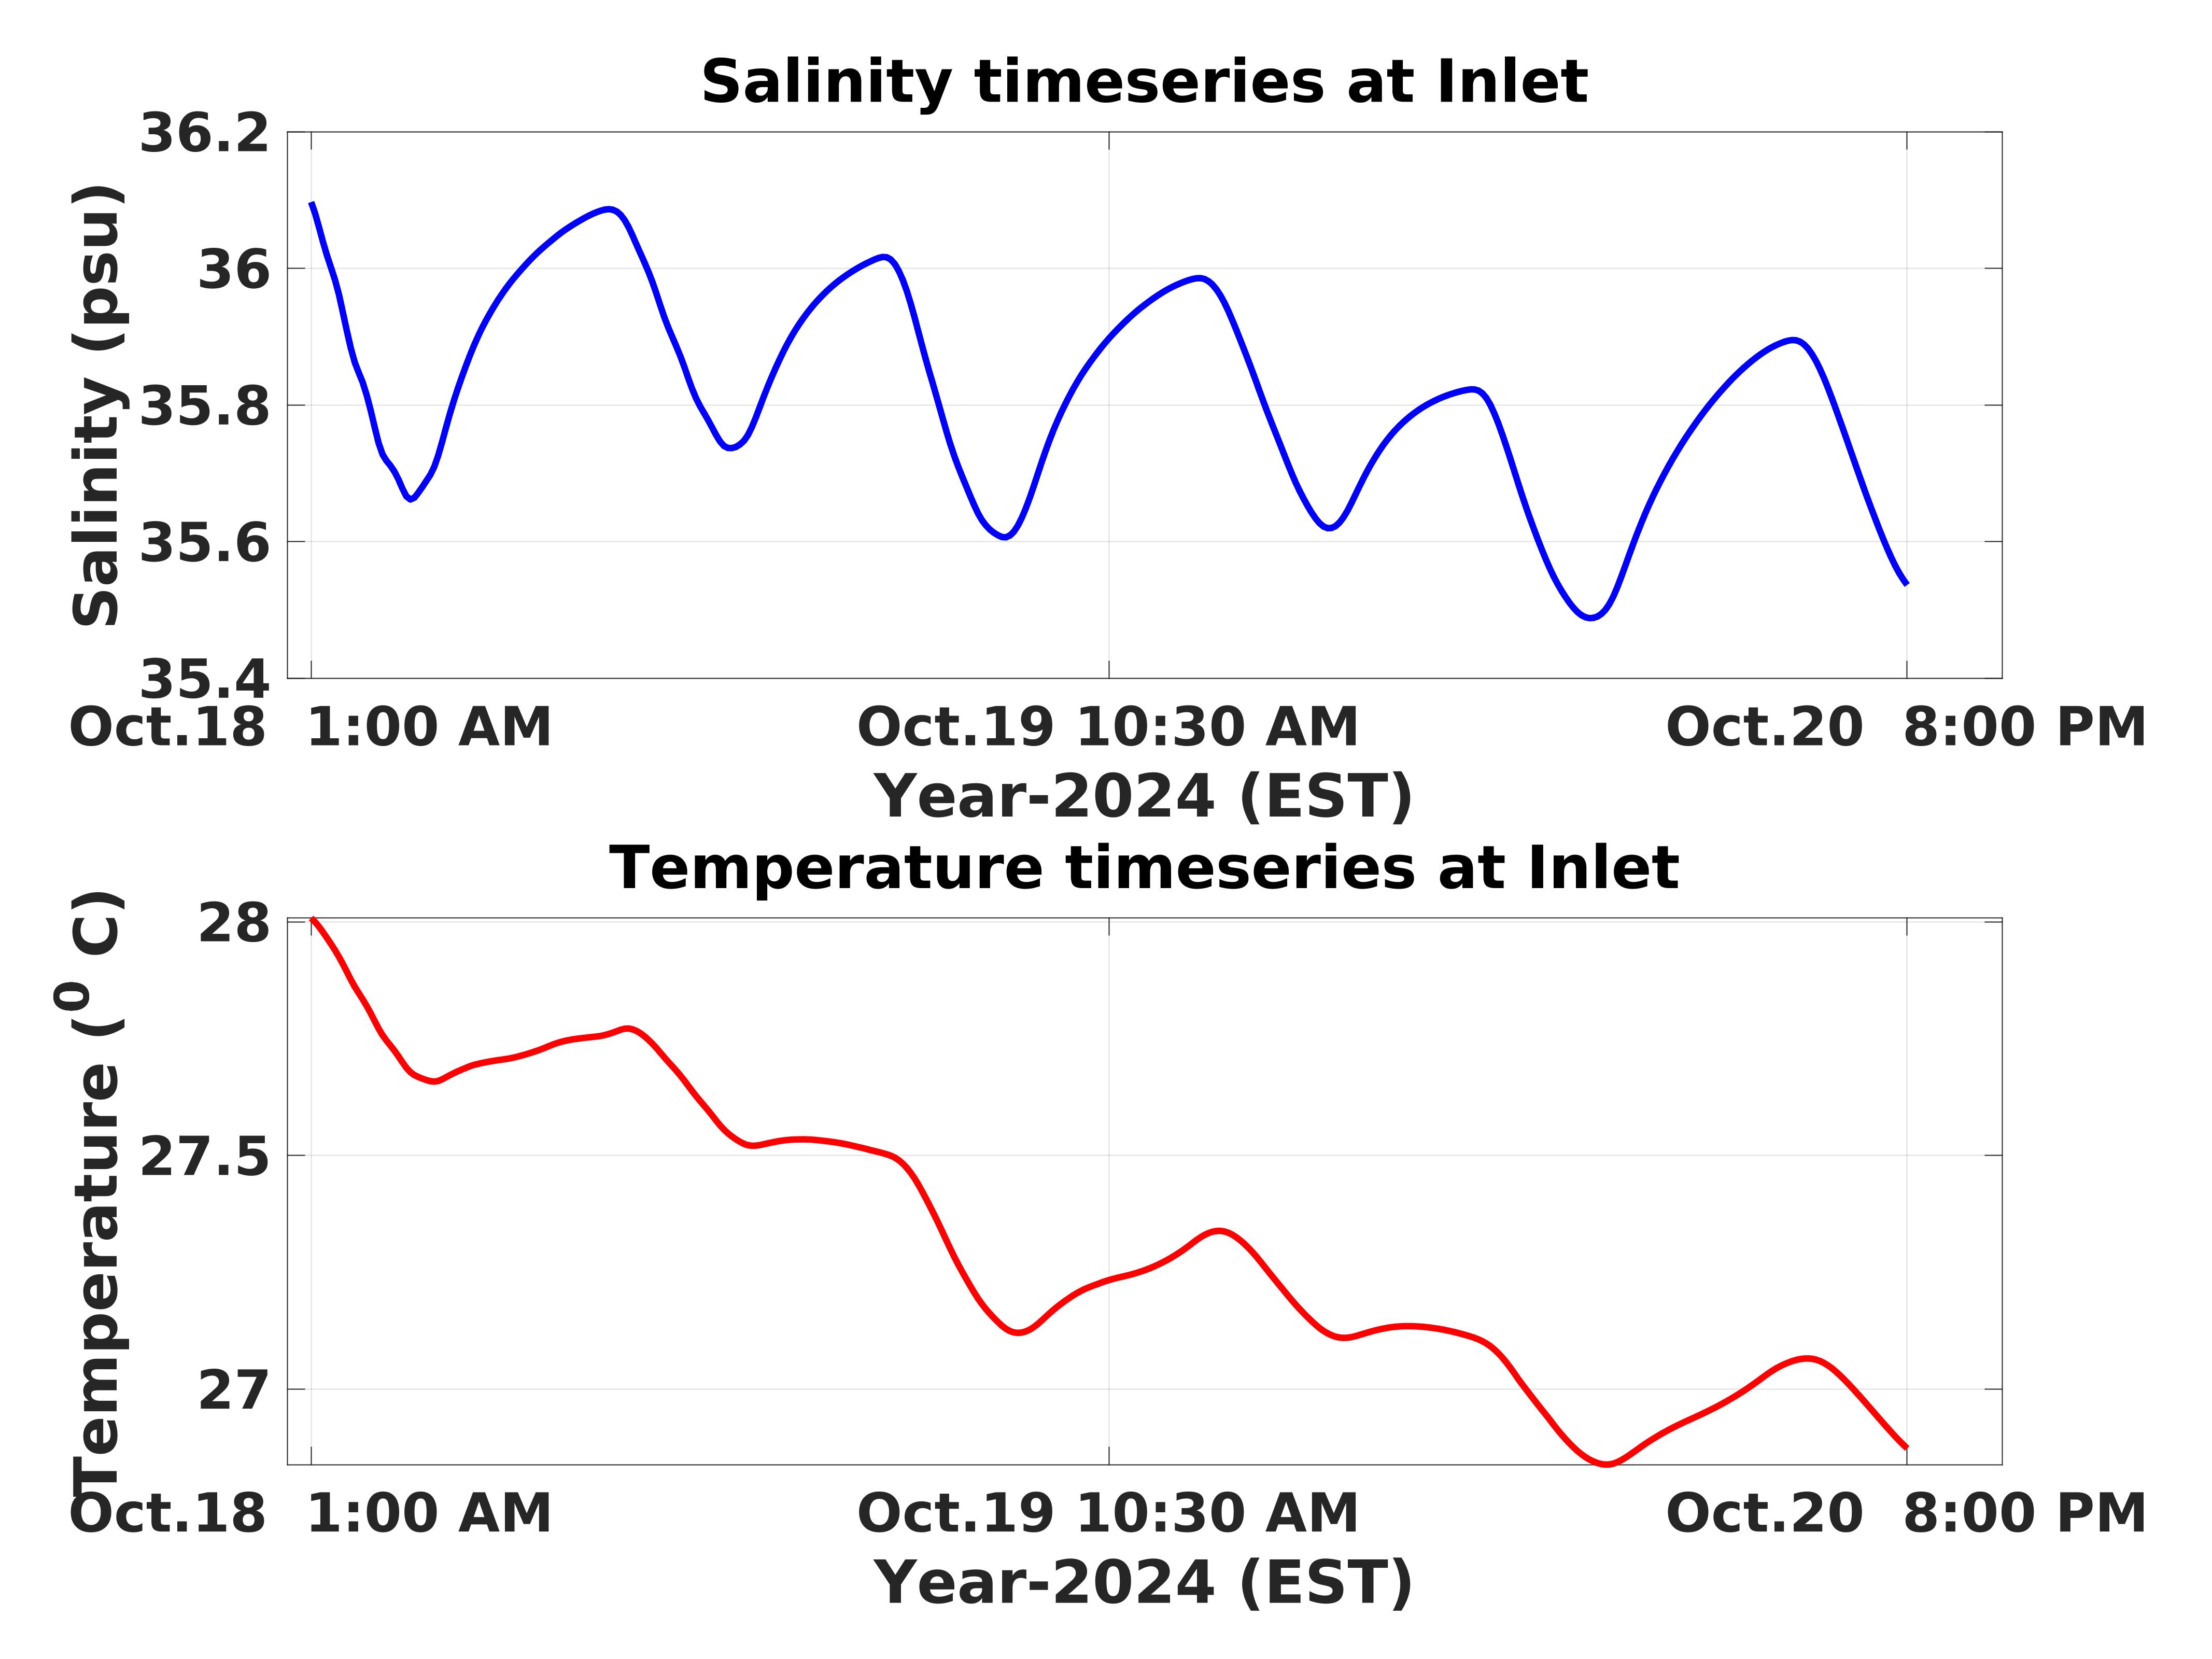 Salinity timeseries at Inlet
Salinity (psu)
36.2
36
35.8
35.6
35.4
Oct.18 1:00 AM
Oct.19 10:30 AM
Oct.20 8:00 PM
Year-2024 (EST)
Temperature timeseries at Inlet
Temperature (⁰ C)
28
27.5
27
Oct.18 1:00 AM
Oct.19 10:30 AM
Oct.20 8:00 PM
Year-2024 (EST)